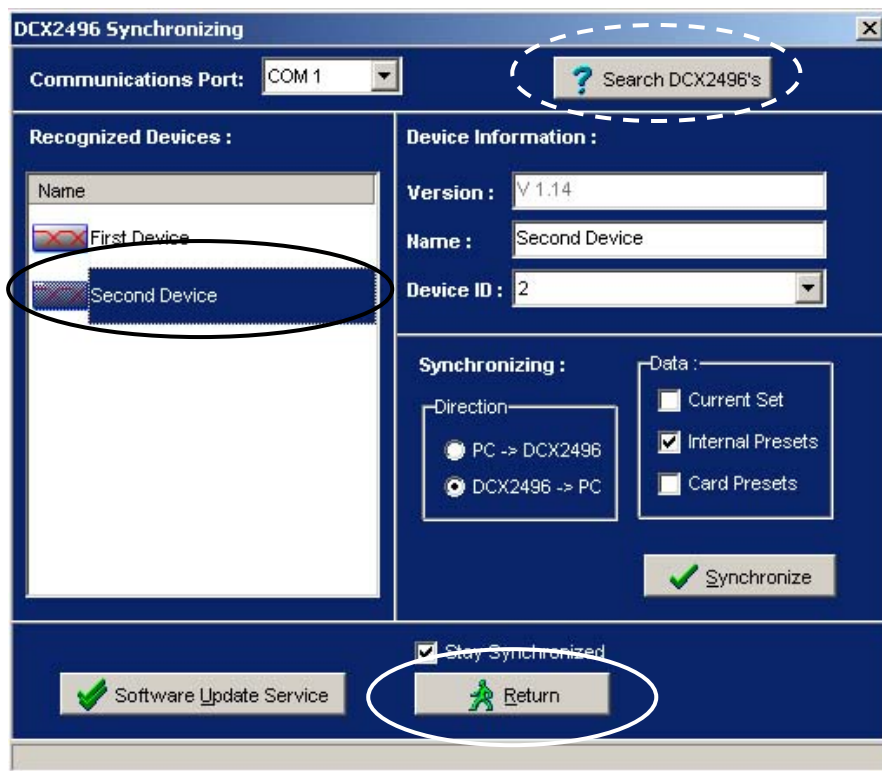 DCX2496 Synchronizing
Communications Port: COM 1
Search DCX2496's
Recognized Devices :
Name
First Device
Second Device
Device Information :
Version : V 1.14
Name : Second Device
Device ID : 2
Synchronizing :
Direction
PC -> DCX2496
DCX2496 -> PC
Data :
Current Set
Internal Presets
Card Presets
Synchronize
Stay Synchronized
Software Update Service
Return